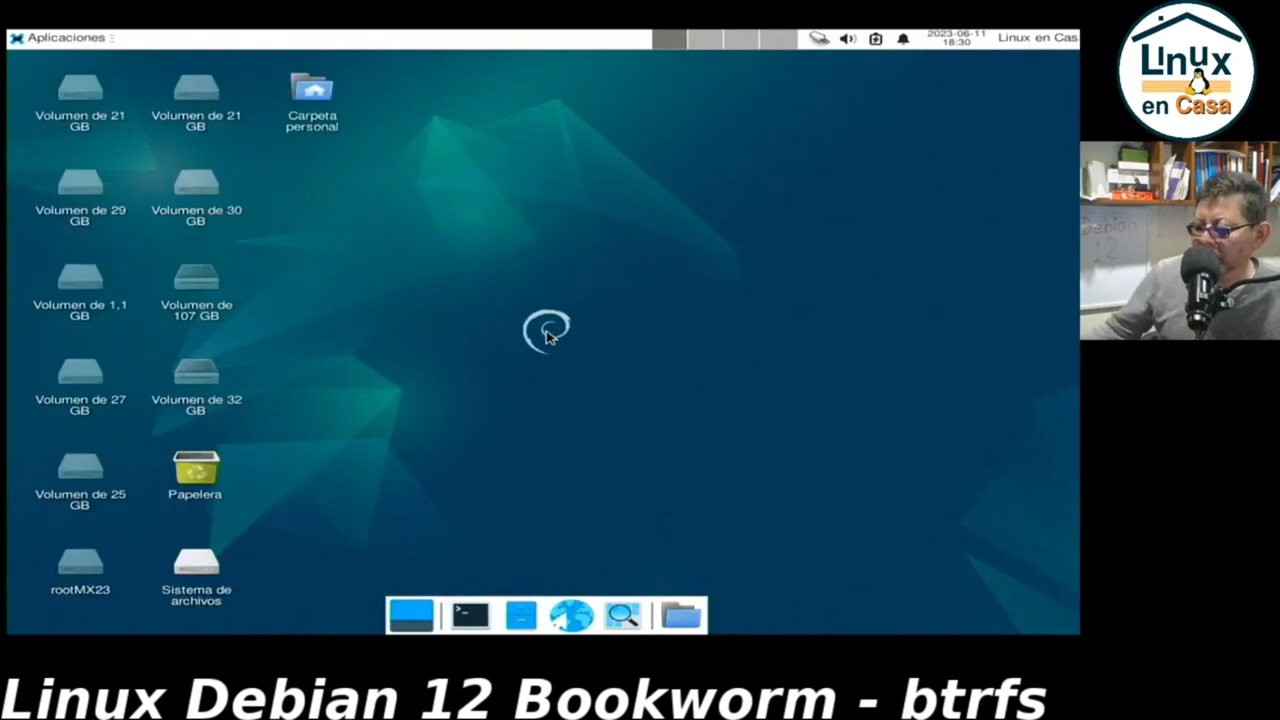 Aplicaciones
2023-06-11
18:30
Linux en Cas
Linux
en Casa
Volumen de 21
GB
Volumen de 21
GB
Carpeta
personal
Volumen de 29
GB
Volumen de 30
GB
Debian
12
Volumen de 1,1
GB
Volumen de
107 GB
Volumen de 27
GB
Volumen de 32
GB
Volumen de 25
GB
Papelera
rootMX23
Sistema de
archivos
Linux Debian 12 Bookworm - btrfs